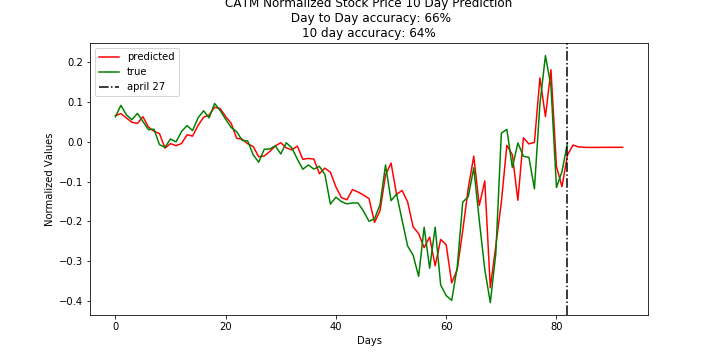 CATM Normalized Stock Price 10 Day Prediction
Day to Day accuracy: 66%
10 day accuracy: 64%
predicted
true
april 27
Normalized Values
0.2
0.1
0.0
−0.1
−0.2
−0.3
−0.4
0
20
40
60
80
Days